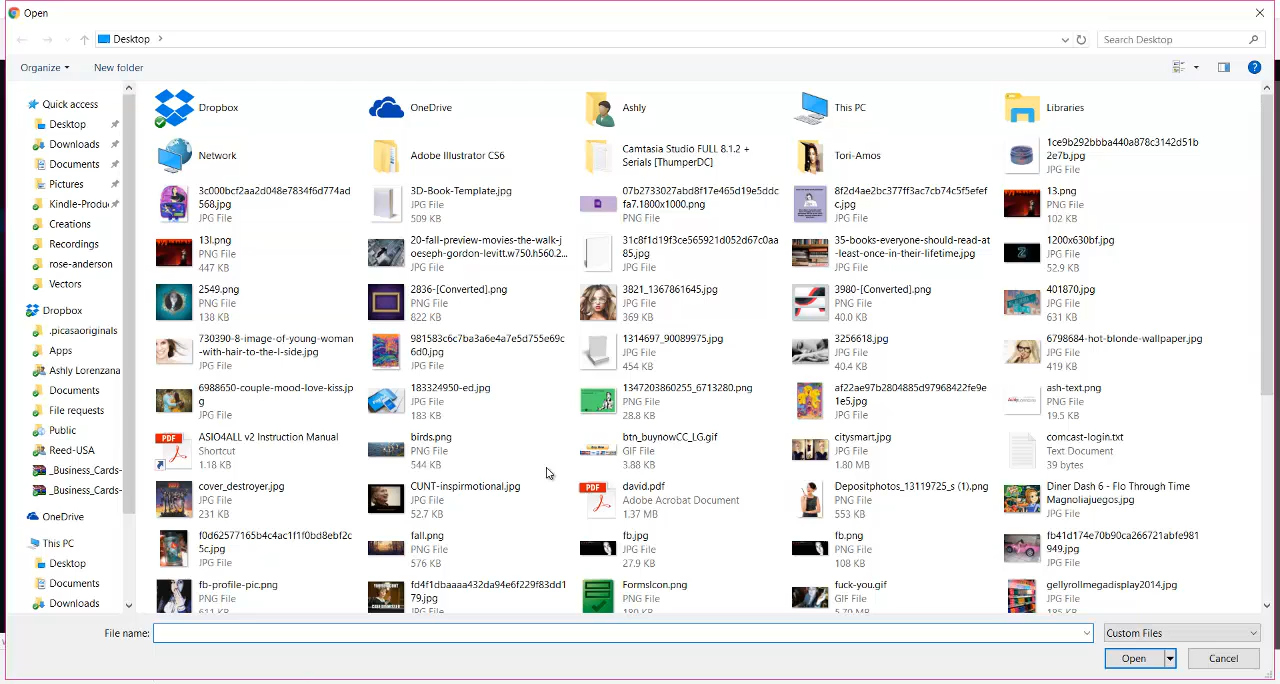 Open
Desktop
Search Desktop
Organize
New folder
Quick access
Desktop
Downloads
Documents
Pictures
Kindle-Produ
Creations
Recordings
rose-anderson
Vectors
Dropbox
.picasaoriginals
Apps
Ashly Lorenzana
Documents
File requests
Public
Reed-USA
_Business_Cards-
_Business_Cards-
OneDrive
This PC
Desktop
Documents
Downloads
Dropbox
OneDrive
Ashly
This PC
Libraries
Network
Adobe Illustrator CS6
Camtasia Studio FULL 8.1.2 +
Serials [ThumperDC]
Tori-Amos
1ce9b292bbba440a878c3142d51b
2e7b.jpg
JPG File
3c000bcf2aa2d048e7834f6d774ad
568.jpg
JPG File
3D-Book-Template.jpg
JPG File
509 KB
07b2733027abd8f17e465d19e5ddc
fa7.1800x1000.png
PNG File
8f2d4ae2bc377ff3ac7cb74c5f5efef
c.jpg
JPG File
13.png
PNG File
102 KB
13l.png
PNG File
447 KB
20-fall-preview-movies-the-walk-j
oeseph-gordon-levitt.w750.h560.2...
JPG File
31c8f1d19f3ce565921d052d67c0aa
85.jpg
JPG File
35-books-everyone-should-read-at
-least-once-in-their-lifetime.jpg
JPG File
1200x630bf.jpg
JPG File
52.9 KB
2549.png
PNG File
138 KB
2836-[Converted].png
PNG File
822 KB
3821_1367861645.jpg
JPG File
369 KB
3980-[Converted].png
PNG File
40.0 KB
401870.jpg
JPG File
631 KB
730390-8-image-of-young-woman
-with-hair-to-the-l-side.jpg
JPG File
981583c6c7ba3a6e4a7e5d755e69c
6d0.jpg
JPG File
1314697_90089975.jpg
JPG File
454 KB
3256618.jpg
JPG File
40.4 KB
6798684-hot-blonde-wallpaper.jpg
JPG File
419 KB
6988650-couple-mood-love-kiss.jp
g
JPG File
183324950-ed.jpg
JPG File
183 KB
1347203860255_6713280.png
PNG File
28.8 KB
af22ae97b2804885d97968422fe9e
1e5.jpg
JPG File
ash-text.png
PNG File
19.5 KB
ASIO4ALL v2 Instruction Manual
Shortcut
1.18 KB
birds.png
PNG File
544 KB
btn_buynowCC_LG.gif
GIF File
3.88 KB
citysmart.jpg
JPG File
1.80 MB
comcast-login.txt
Text Document
39 bytes
cover_destroyer.jpg
JPG File
231 KB
CUNT-inspirmotional.jpg
JPG File
52.7 KB
david.pdf
Adobe Acrobat Document
1.37 MB
Depositphotos_13119725_s (1).png
PNG File
553 KB
Diner Dash 6 - Flo Through Time
Magnoliajuegos.jpg
JPG File
f0d62577165b4c4ac1f1f0bd8ebf2c
5c.jpg
JPG File
fall.png
PNG File
576 KB
fb.jpg
JPG File
27.9 KB
fb.png
PNG File
108 KB
fb41d174e70b90ca266721abfe981
949.jpg
JPG File
fb-profile-pic.png
PNG File
611 KB
fd4f1dbaaaa432da94e6f229f83dd1
79.jpg
JPG File
FormsIcon.png
PNG File
180 KB
fuck-you.gif
GIF File
5.70 MB
gellyrollmegadisplay2014.jpg
JPG File
185 KB
File name:
Custom Files
Open
Cancel